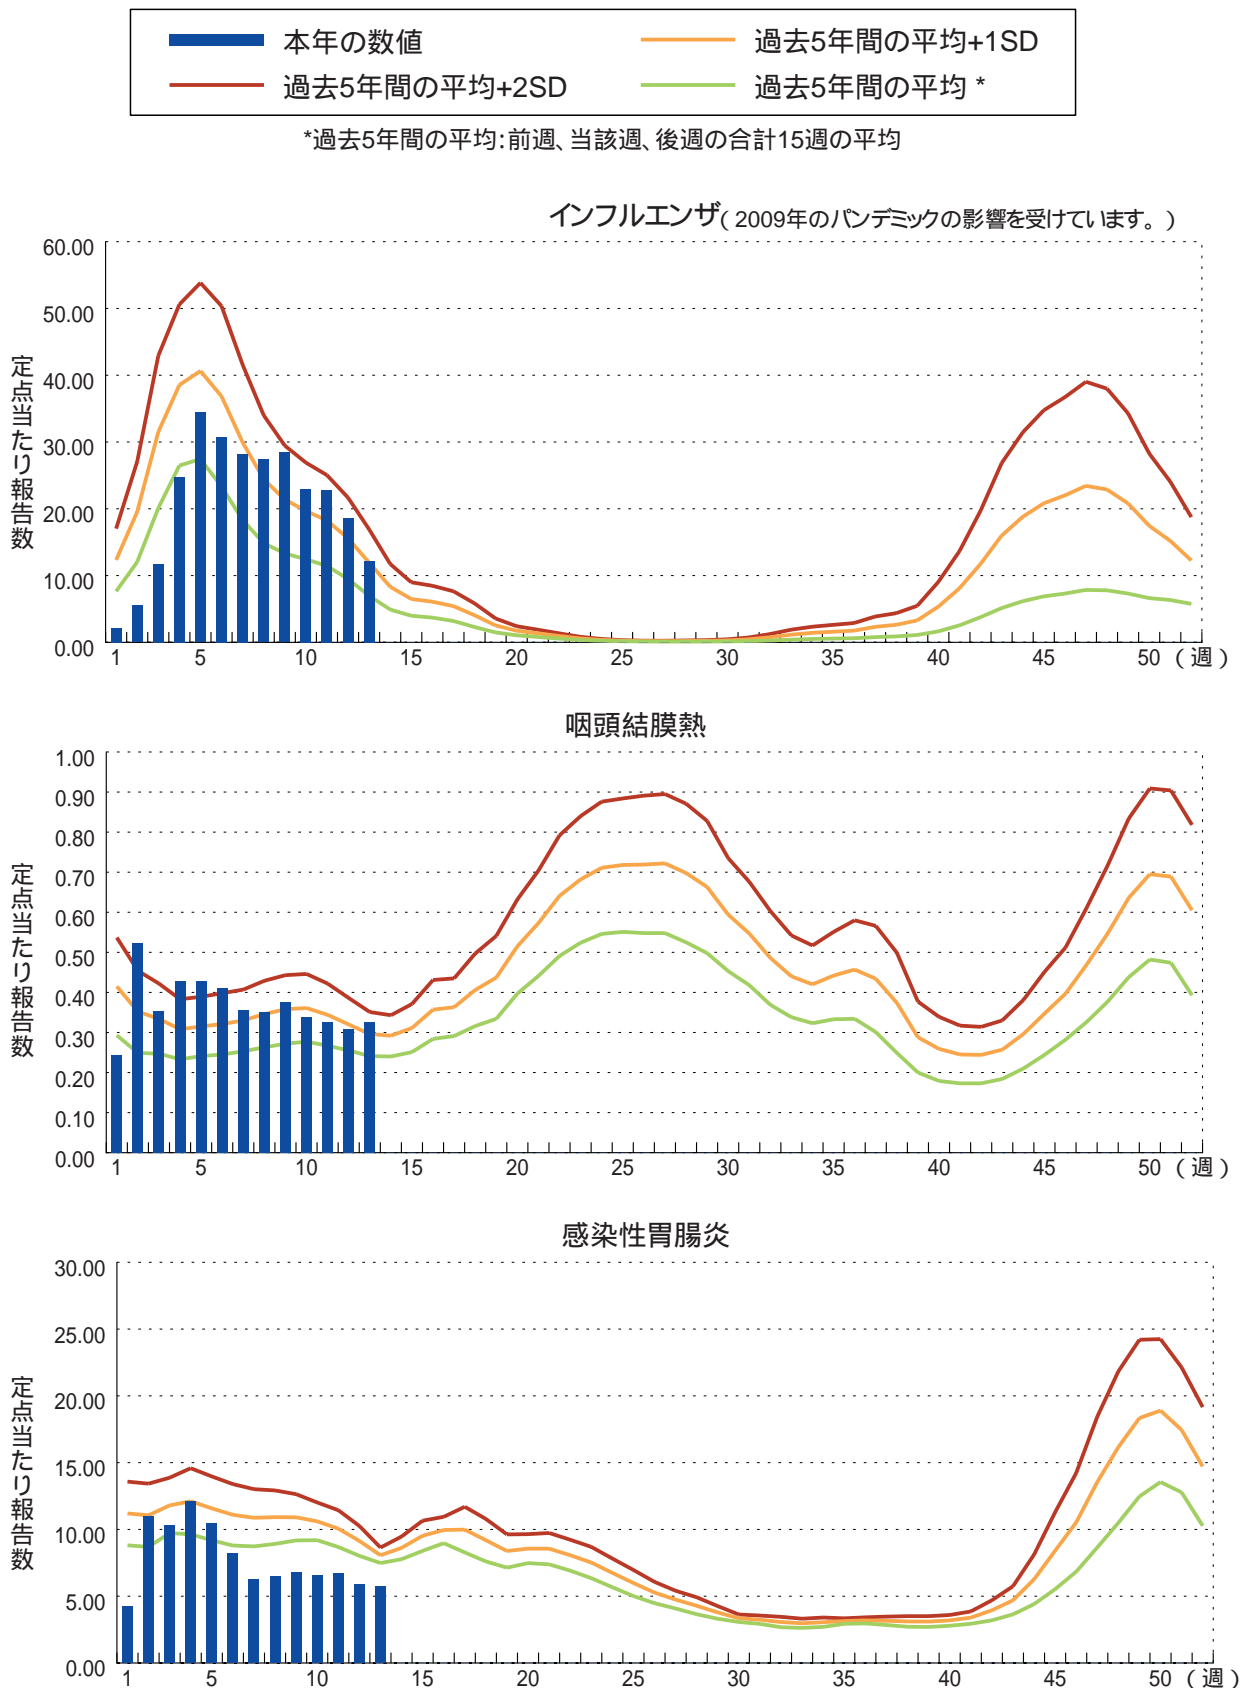 本年の数値
過去5年間の平均+1SD
過去5年間の平均+2SD
過去5年間の平均 *
*過去5年間の平均:前週、当該週、後週の合計15週の平均
インフルエンザ( 2009年のパンデミックの影響を受けています。 )
定点当たり報告数
60.00
50.00
40.00
30.00
20.00
10.00
0.00
1 5 10 15 20 25 30 35 40 45 50 (週)
咽頭結膜熱
定点当たり報告数
1.00
0.90
0.80
0.70
0.60
0.50
0.40
0.30
0.20
0.10
0.00
1 5 10 15 20 25 30 35 40 45 50 (週)
感染性胃腸炎
定点当たり報告数
30.00
25.00
20.00
15.00
10.00
5.00
0.00
1 5 10 15 20 25 30 35 40 45 50 (週)